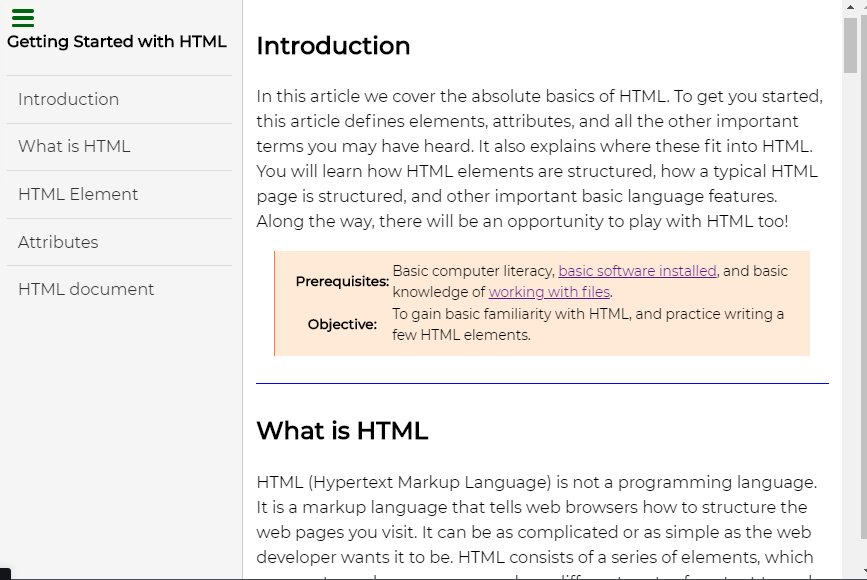 Getting Started with HTML
Introduction
What is HTML
HTML Element
Attributes
HTML document
Introduction
In this article we cover the absolute basics of HTML. To get you started,
this article defines elements, attributes, and all the other important
terms you may have heard. It also explains where these fit into HTML.
You will learn how HTML elements are structured, how a typical HTML
page is structured, and other important basic language features.
Along the way, there will be an opportunity to play with HTML too!
Prerequisites: Basic computer literacy, basic software installed, and basic
knowledge of working with files.
Objective: To gain basic familiarity with HTML, and practice writing a
few HTML elements.
What is HTML
HTML (Hypertext Markup Language) is not a programming language.
It is a markup language that tells web browsers how to structure the
web pages you visit. It can be as complicated or as simple as the web
developer wants it to be. HTML consists of a series of elements, which